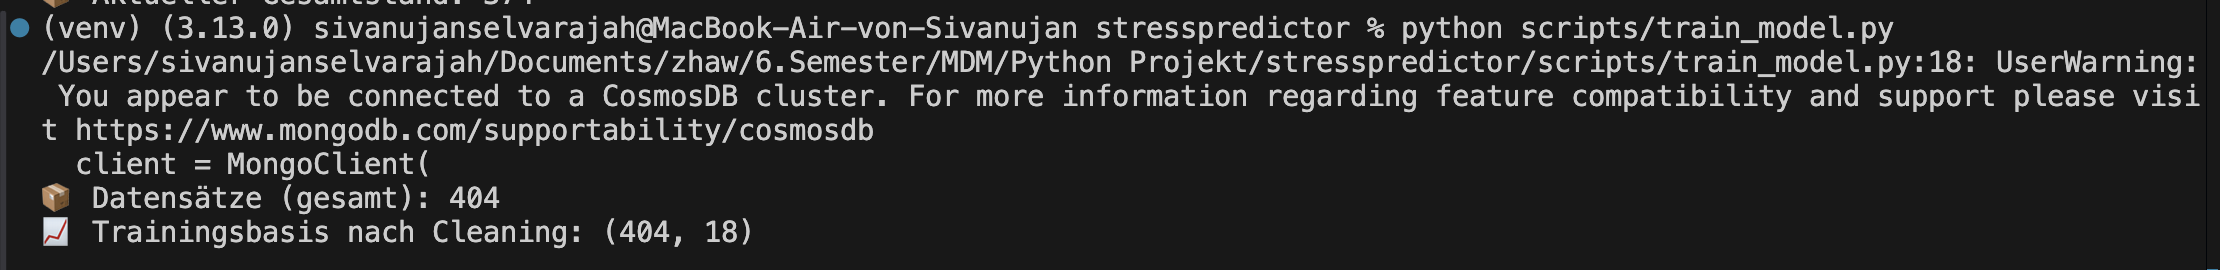 (venv) (3.13.0) sivanujanselvarajah@MacBook-Air-von-Sivanujan stresspredictor % python scripts/train_model.py
/Users/sivanujanselvarajah/Documents/zhaw/6.Semester/MDM/Python Projekt/stresspredictor/scripts/train_model.py:18: UserWarning:
You appear to be connected to a CosmosDB cluster. For more information regarding feature compatibility and support please visi
t https://www.mongodb.com/supportability/cosmosdb
client = MongoClient(
📦 Datensätze (gesamt): 404
📈 Trainingsbasis nach Cleaning: (404, 18)